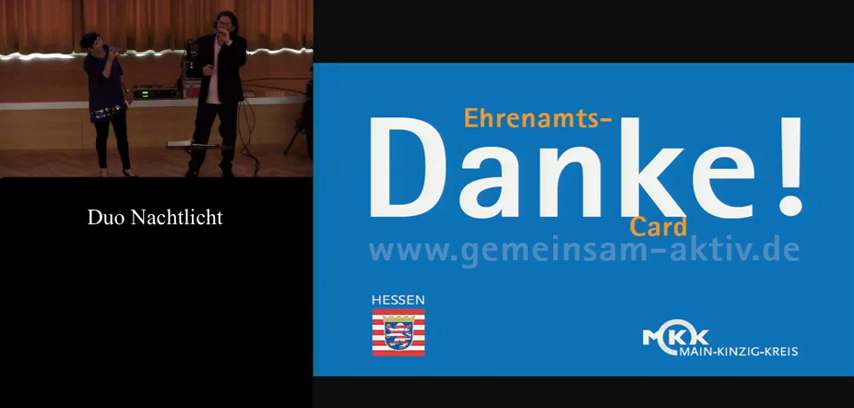 Duo Nachtlicht
Ehrenamts-
Danke!
Card
www.gemeinsam-aktiv.de
HESSEN
MKK
MAIN-KINZIG-KREIS